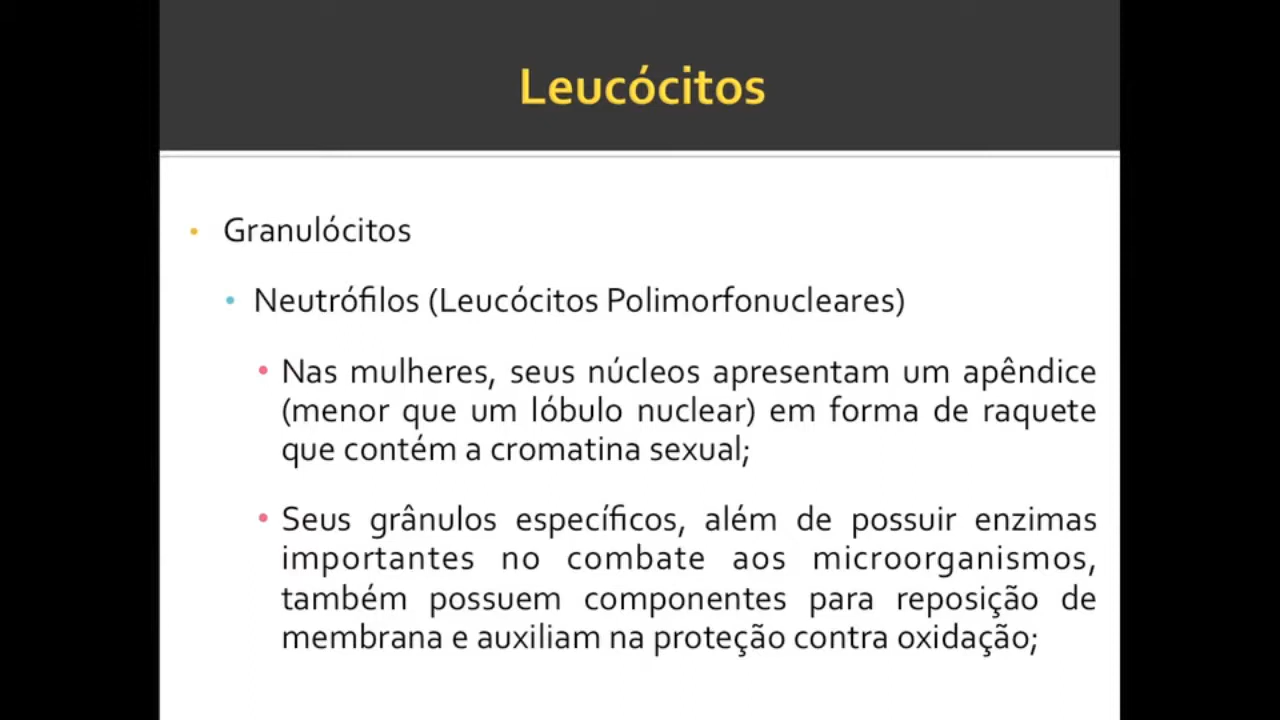 Leucócitos
• Granulócitos
• Neutrófilos (Leucócitos Polimorfonucleares)
• Nas mulheres, seus núcleos apresentam um apêndice
(menor que um lóbulo nuclear) em forma de raquete
que contém a cromatina sexual;
• Seus grânulos específicos, além de possuir enzimas
importantes no combate aos microorganismos,
também possuem componentes para reposição de
membrana e auxiliam na proteção contra oxidação;